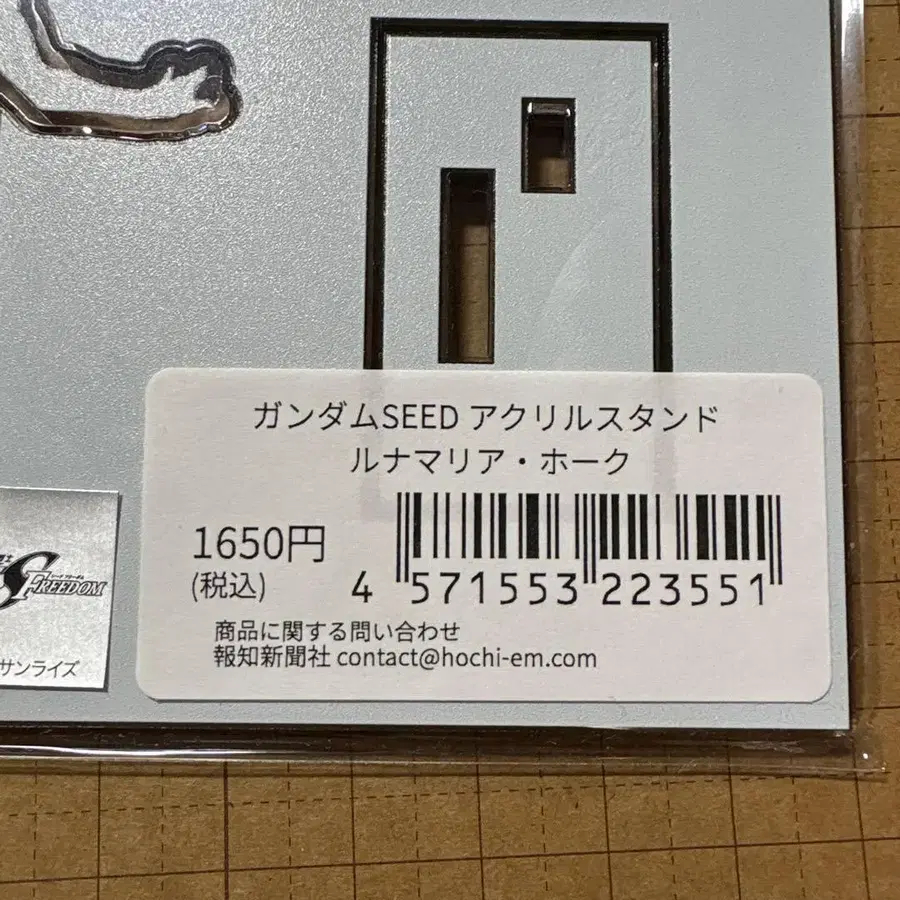 ガンダムSEED アクリルスタンド
ルナマリア・ホーク
1650円
(税込)
4 571553 223551
商品に関する問い合わせ
報知新聞社 contact@hochi-em.com
FREEDOM
サンライズ